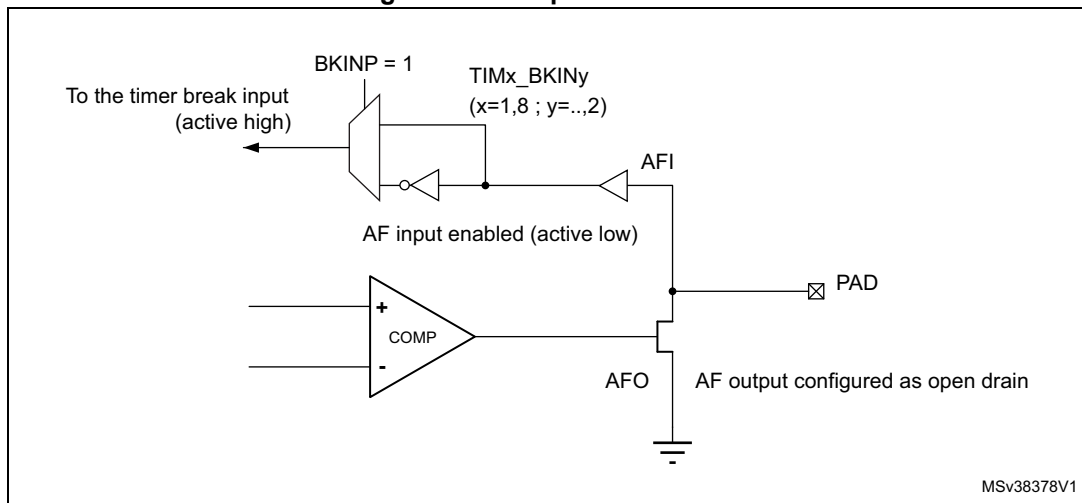 BKINP = 1
TIMx_BKINy
(x=1,8 ; y=..,2)
To the timer break input
(active high)
AFI
AF input enabled (active low)
PAD
+
COMP
-
AFO
AF output configured as open drain
MSv38378V1